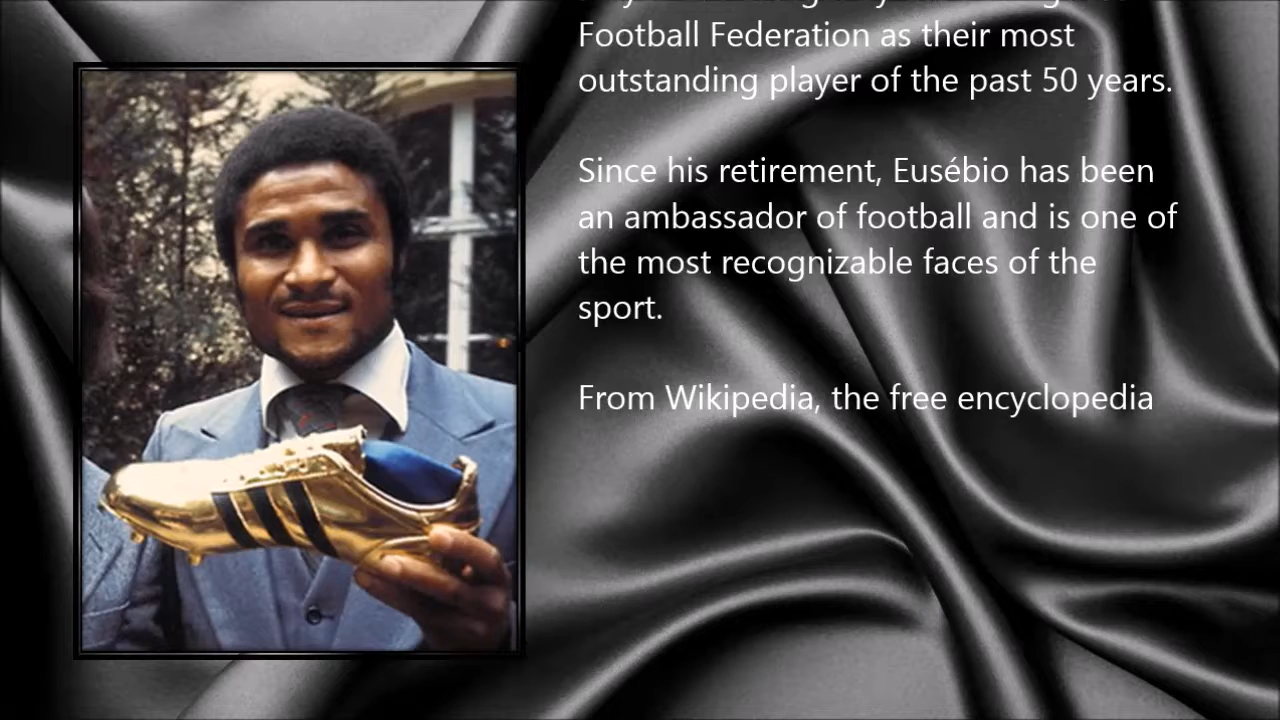 Football Federation as their most
outstanding player of the past 50 years.
Since his retirement, Eusébio has been
an ambassador of football and is one of
the most recognizable faces of the
sport.
From Wikipedia, the free encyclopedia